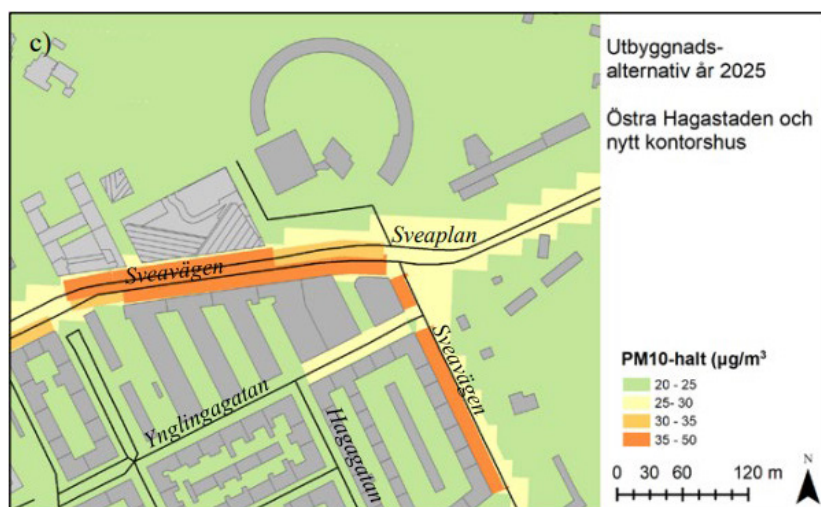 c)
Utbyggnads-
alternativ år 2025
Östra Hagastaden och
nytt kontorshus
Sveaplan
Sveavägen
Sveavägen
Ynglingagatan
Hagagatan
PM10-halt (µg/m³
20 - 25
25- 30
30 - 35
35 - 50
0 30 60 120 m
N